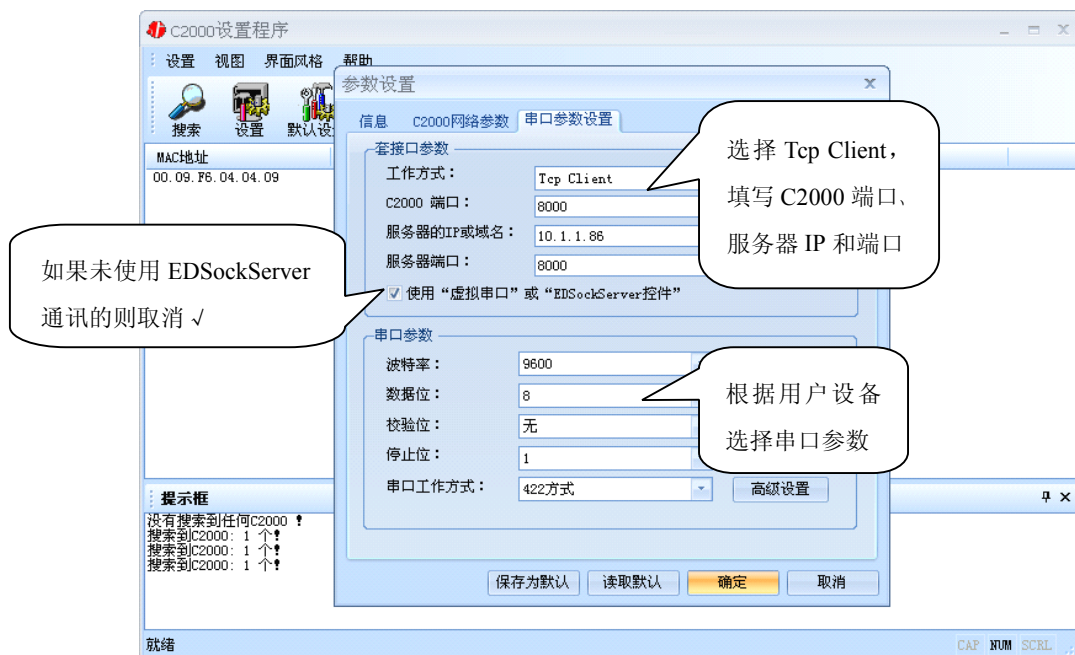 C2000设置程序
设置 视图 界面风格 帮助
搜索 设置 默认设
MAC地址
00.09.F6.04.04.09
参数设置
信息 C2000网络参数 串口参数设置
套接口参数
工作方式： Tcp Client
C2000 端口： 8000
服务器的IP或域名： 10.1.1.86
服务器端口： 8000
使用“虚拟串口”或“EDSockServer控件”
选择 Tcp Client，
填写 C2000 端口、
服务器 IP 和端口
如果未使用 EDSockServer
通讯的则取消 √
串口参数
波特率： 9600
数据位： 8
校验位： 无
停止位： 1
串口工作方式： 422方式 高级设置
根据用户设备
选择串口参数
保存为默认 读取默认 确定 取消
提示框
没有搜索到任何C2000 ！
搜索到C2000: 1 个!
搜索到C2000: 1 个!
搜索到C2000: 1 个!
就绪 CAP NUM SCRL